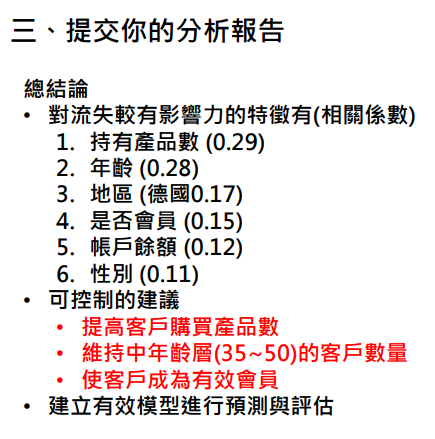 三、提交你的分析報告
總結論
• 對流失較有影響力的特徵有(相關係數)
1. 持有產品數 (0.29)
2. 年齡 (0.28)
3. 地區 (德國0.17)
4. 是否會員 (0.15)
5. 帳戶餘額 (0.12)
6. 性別 (0.11)
• 可控制的建議
• 提高客戶購買產品數
• 維持中年齡層(35~50)的客戶數量
• 使客戶成為有效會員
• 建立有效模型進行預測與評估